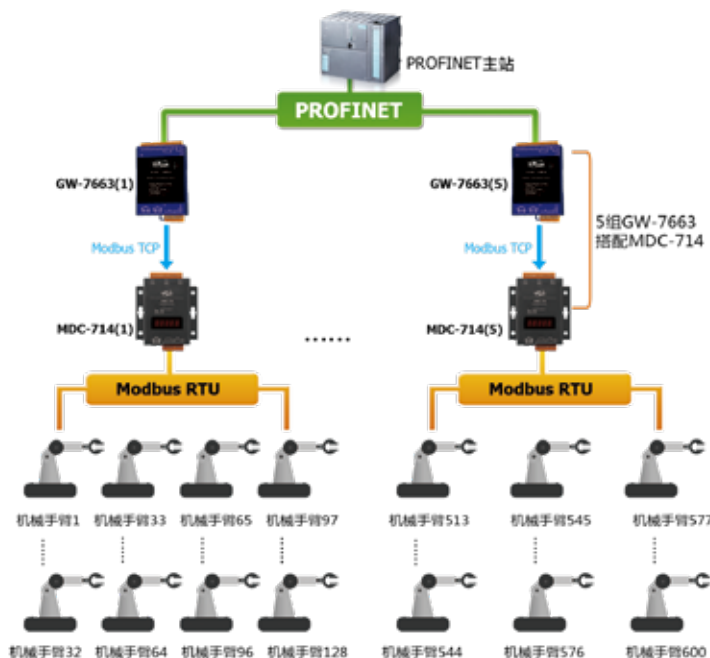 PROFINET主站
PROFINET
GW-7663(1)
GW-7663(5)
5组GW-7663
搭配MDC-714
Modbus TCP
Modbus TCP
MDC-714(1)
......
MDC-714(5)
Modbus RTU
Modbus RTU
机械手臂1
机械手臂33
机械手臂65
机械手臂97
机械手臂513
机械手臂545
机械手臂577
机械手臂32
机械手臂64
机械手臂96
机械手臂128
机械手臂544
机械手臂576
机械手臂600